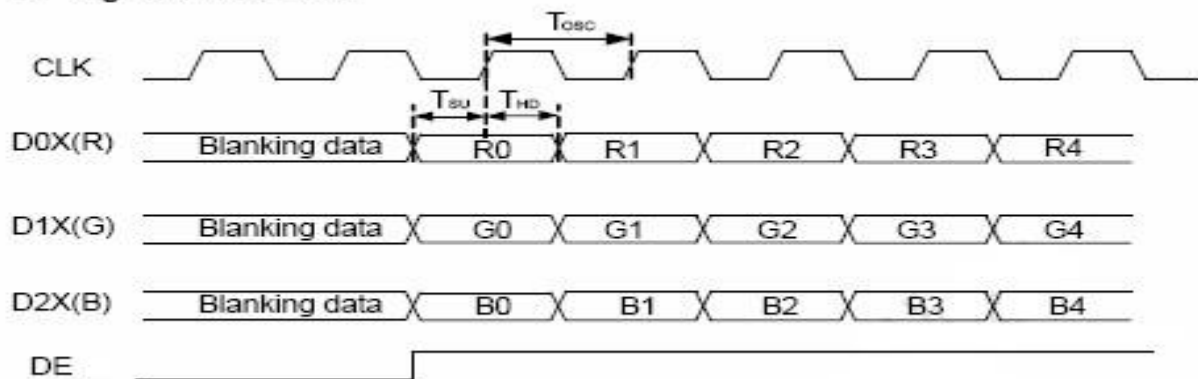 Tosc
CLK
TSU THD
D0X(R) Blanking data R0 R1 R2 R3 R4
D1X(G) Blanking data G0 G1 G2 G3 G4
D2X(B) Blanking data B0 B1 B2 B3 B4
DE